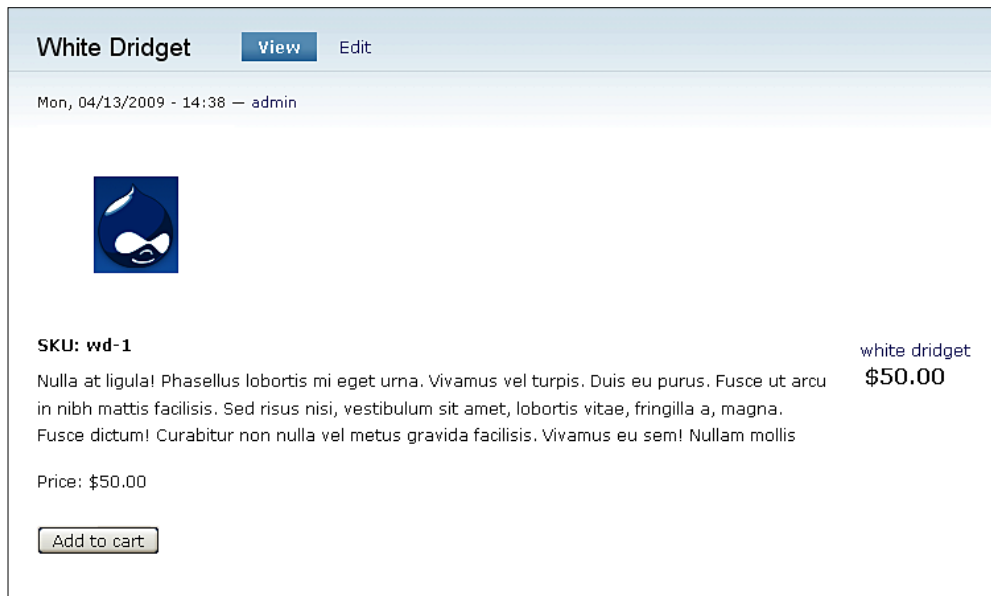 White Dridget View Edit
Mon, 04/13/2009 - 14:38 — admin
SKU: wd-1
white dridget
$50.00
Nulla at ligula! Phasellus lobortis mi eget urna. Vivamus vel turpis. Duis eu purus. Fusce ut arcu
in nibh mattis facilisis. Sed risus nisi, vestibulum sit amet, lobortis vitae, fringilla a, magna.
Fusce dictum! Curabitur non nulla vel metus gravida facilisis. Vivamus eu sem! Nullam mollis
Price: $50.00
Add to cart